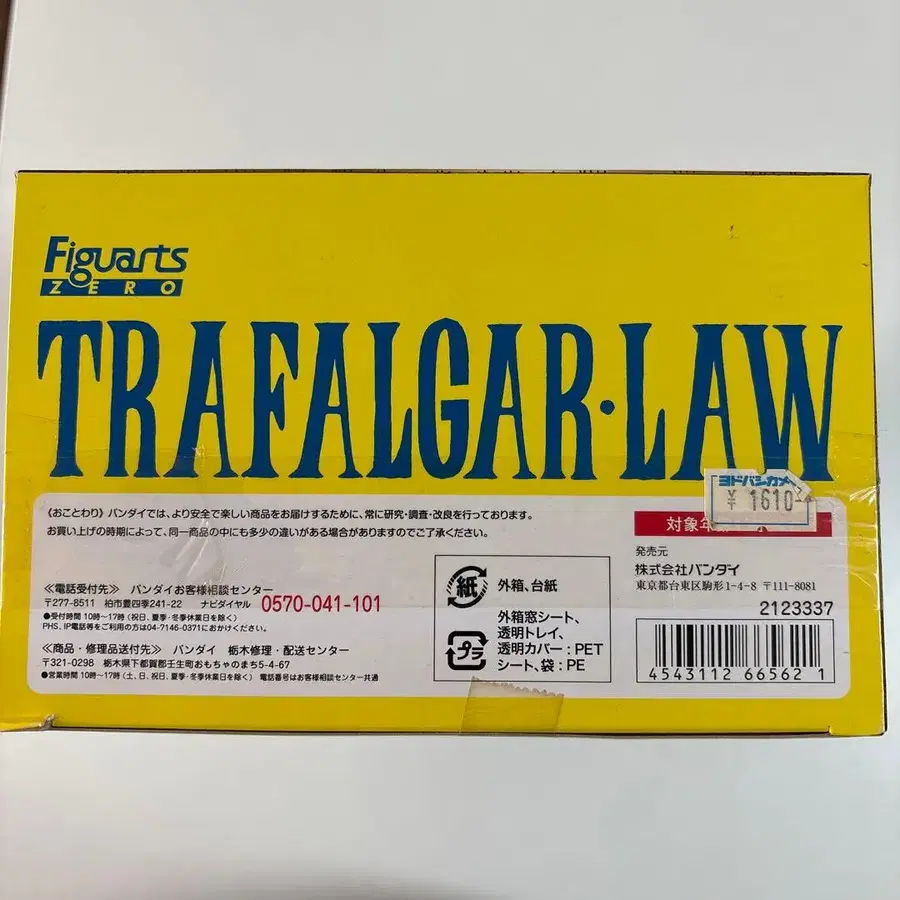 Figuarts
ZERO
TRAFALGAR・LAW
ヨドバシカメ
¥ 1610
《おことわり》 バンダイでは、より安全で楽しい商品をお届けするために、常に研究・調査・改良を行っております。
お買い上げの時期によって、同一商品の中にも多少の違いがある場合がありますのでご了承ください。
対象年
《電話受付先》 バンダイお客様相談センター
〒277-8511 柏市豊四季241-22 ナビダイヤル 0570-041-101
●受付時間 10時〜17時(祝日、夏季・冬季休業日を除く)
PHS、IP電話等をご利用の方は04-7146-0371におかけください。
《商品・修理品送付先》 バンダイ 栃木修理・配送センター
〒321-0298 栃木県下都賀郡壬生町おもちゃのまち5-4-67
●営業時間 10時〜17時(土、日、祝日、夏季・冬季休業日を除く) 電話番号はお客様相談センター共通
紙
外箱、台紙
プラ
外箱窓シート、
透明トレイ、
透明カバー:PET
シート、袋:PE
発売元
株式会社バンダイ
東京都台東区駒形1-4-8 〒111-8081
2123337
4543112 66562 1